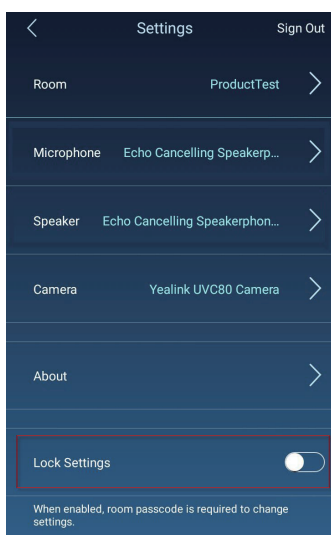 Settings
Sign Out
Room ProductTest
Microphone Echo Cancelling Speakerp...
Speaker Echo Cancelling Speakerphon...
Camera Yealink UVC80 Camera
About
Lock Settings
When enabled, room passcode is required to change
settings.